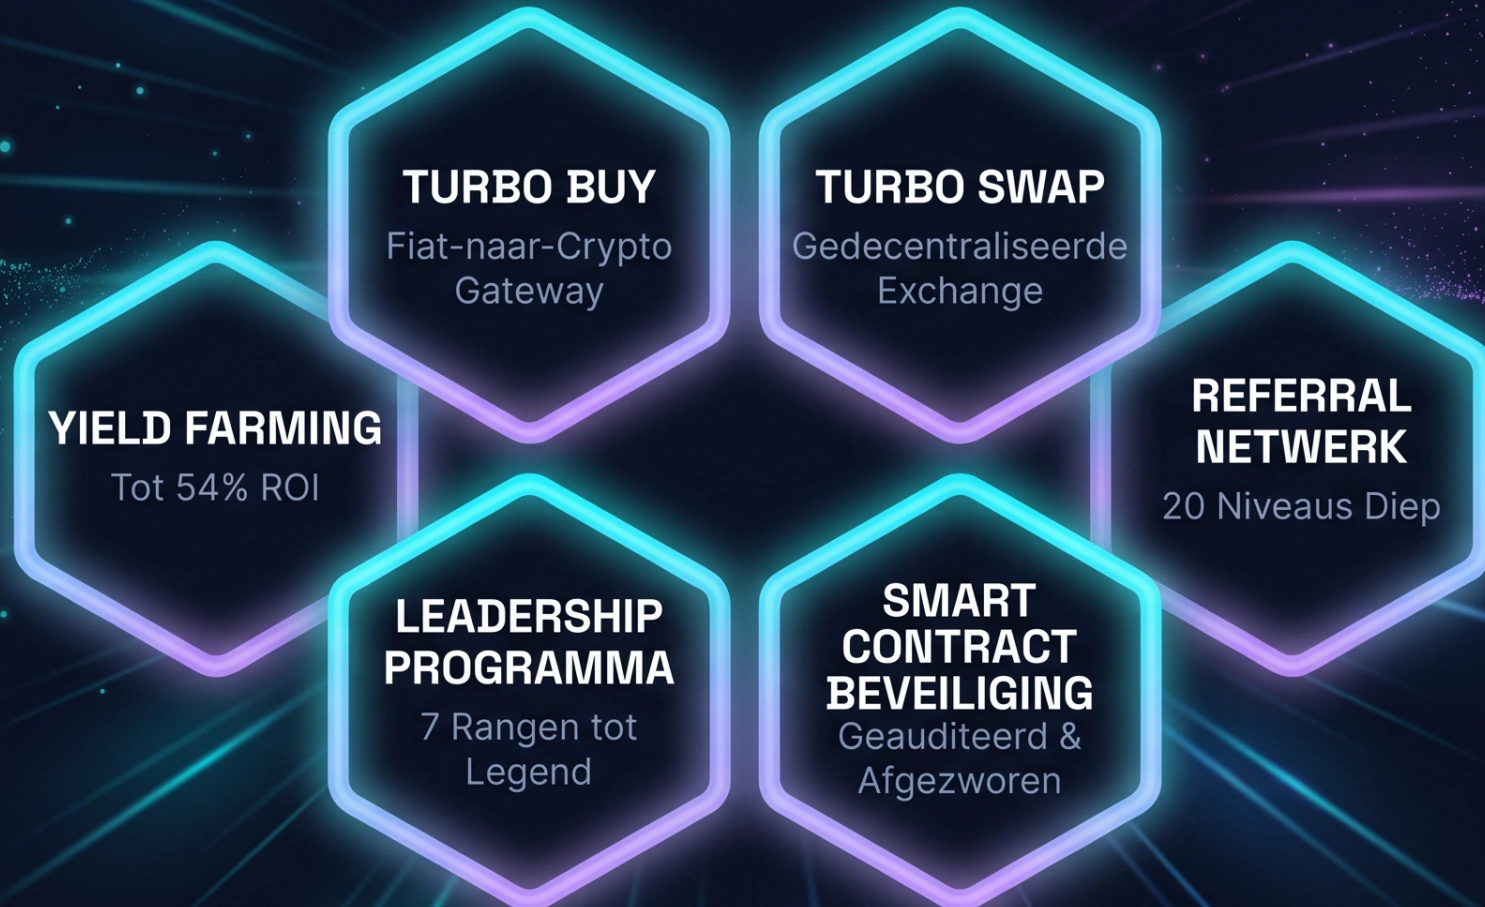 TURBO BUY
Fiat-naar-Crypto
Gateway
TURBO SWAP
Gedecentraliseerde
Exchange
YIELD FARMING
Tot 54% ROI
REFERRAL
NETWERK
20 Niveaus Diep
LEADERSHIP
PROGRAMMA
7 Rangen tot
Legend
SMART
CONTRACT
BEVEILIGING
Geauditeerd &
Afgezworen